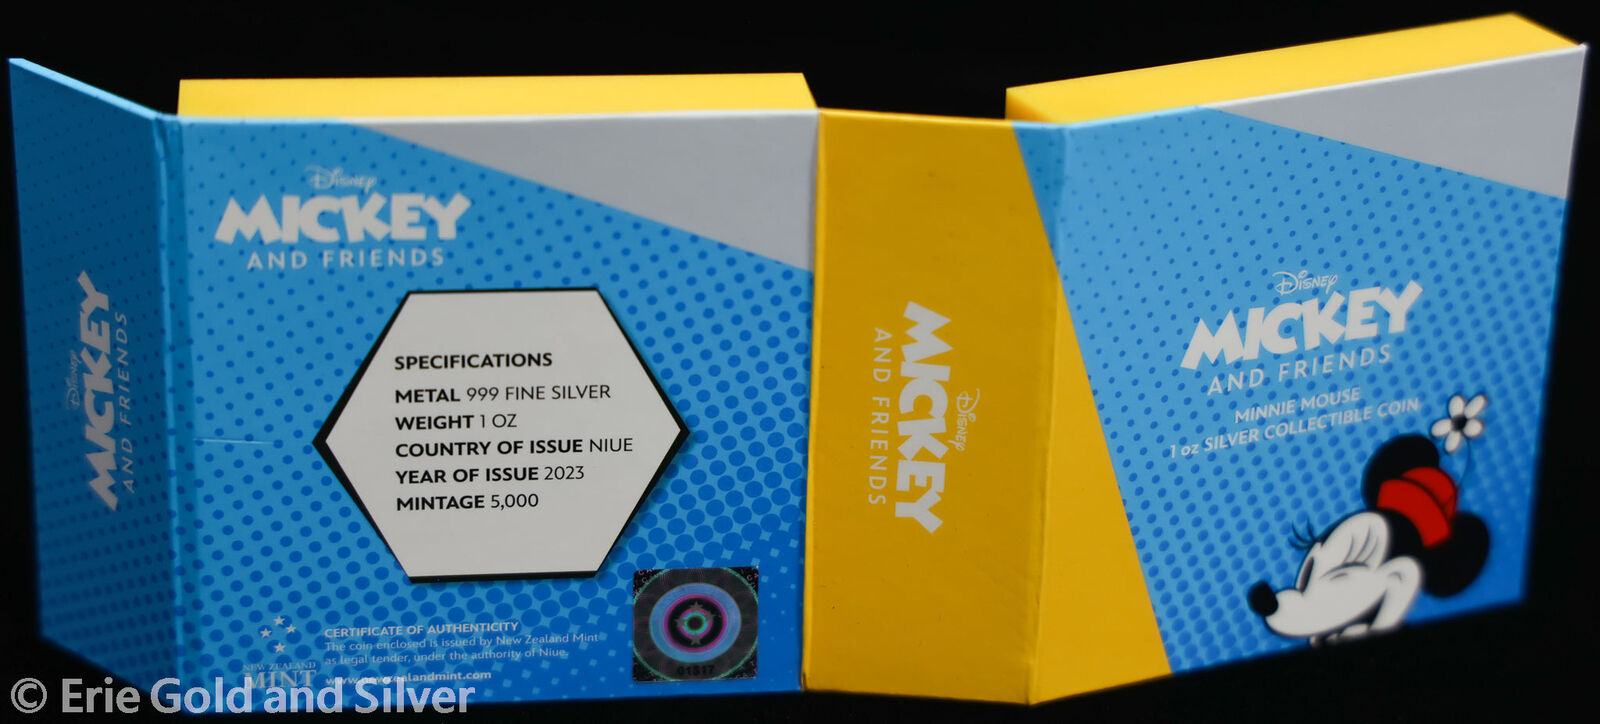 Disney
MICKEY
AND FRIENDS
Disney
MICKEY
AND FRIENDS
SPECIFICATIONS
METAL 999 FINE SILVER
WEIGHT 1 OZ
COUNTRY OF ISSUE NIUE
YEAR OF ISSUE 2023
MINTAGE 5,000
CERTIFICATE OF AUTHENTICITY
The coin enclosed is issued by New Zealand Mint
as legal tender, under the authority of Niue.
www.newzealandmint.com
NEW ZEALAND
MINT
01517
Disney
MICKEY
AND FRIENDS
Disney
MICKEY
AND FRIENDS
MINNIE MOUSE
1 oz SILVER COLLECTIBLE COIN
© Erie Gold and Silver